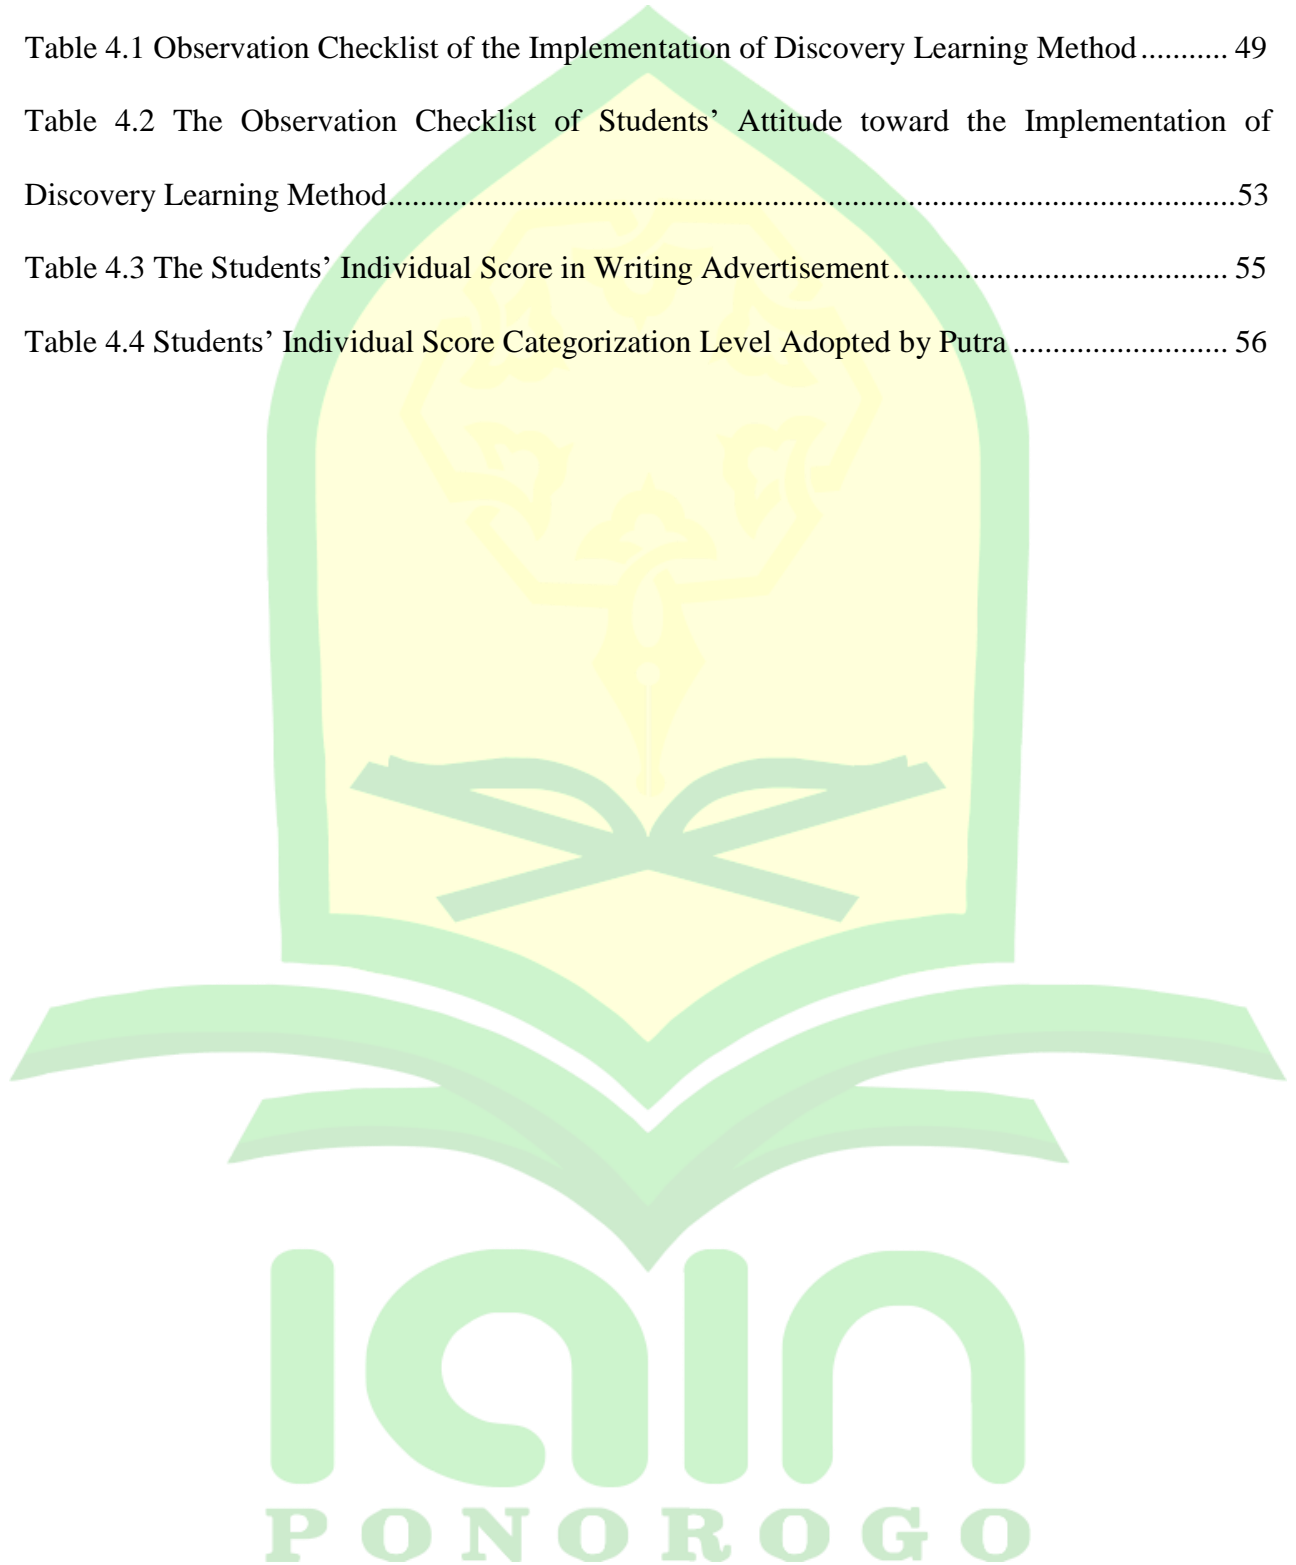 Table 4.1 Observation Checklist of the Implementation of Discovery Learning Method ........... 49
Table 4.2 The Observation Checklist of Students’ Attitude toward the Implementation of
Discovery Learning Method..........................................................................................................53
Table 4.3 The Students’ Individual Score in Writing Advertisement.......................................... 55
Table 4.4 Students’ Individual Score Categorization Level Adopted by Putra ........................... 56
iain
PONOROGO